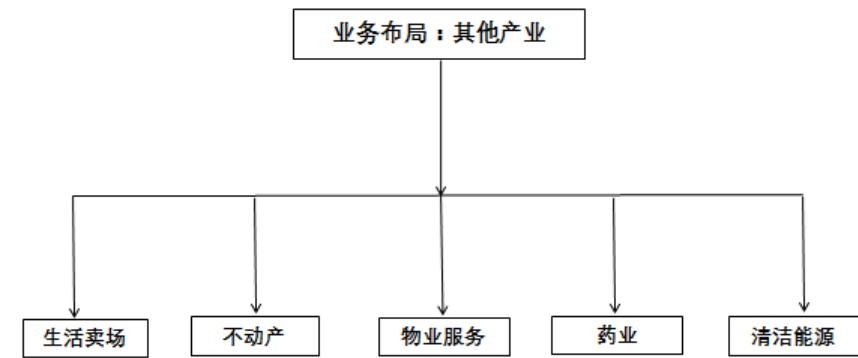 业务布局：其他产业
生活卖场
不动产
物业服务
药业
清洁能源